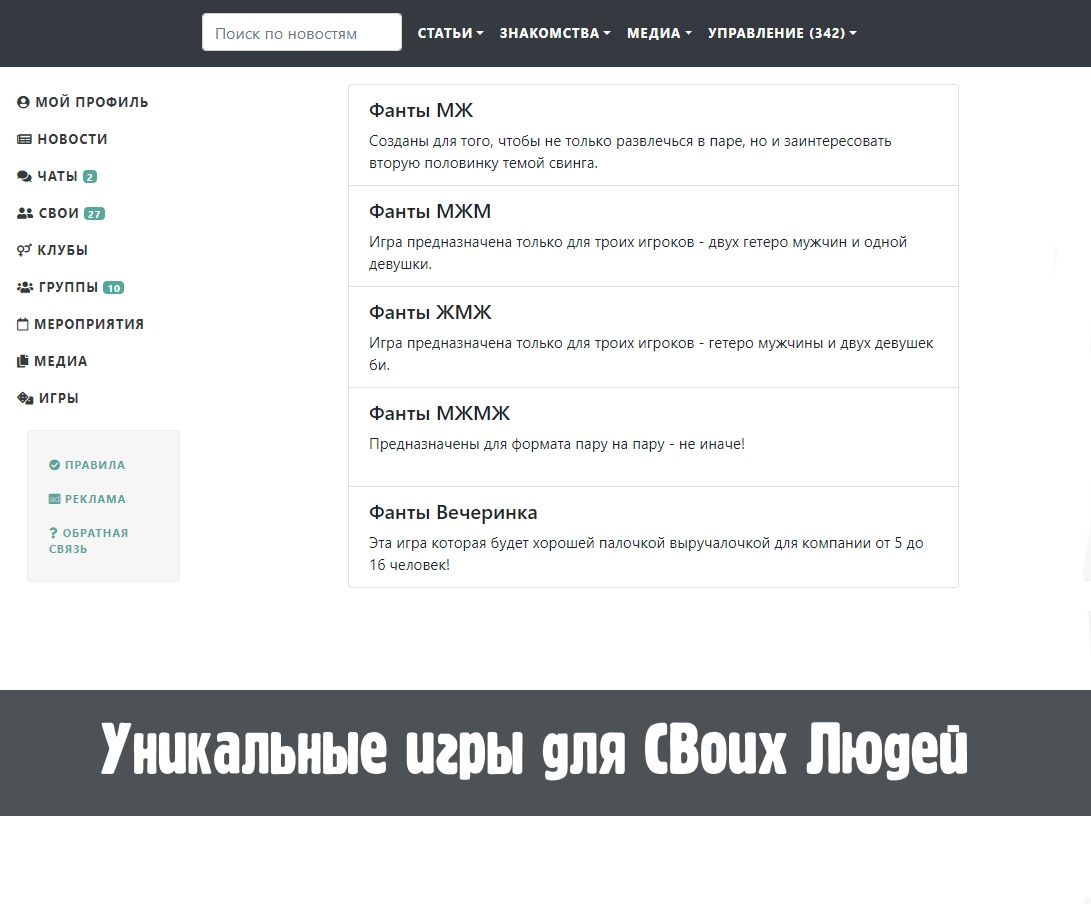 Поиск по новостям
СТАТЬИ ЗНАКОМСТВА МЕДИА УПРАВЛЕНИЕ (342)
МОЙ ПРОФИЛЬ
НОВОСТИ
ЧАТЫ 2
СВОИ 27
КЛУБЫ
ГРУППЫ 10
МЕРОПРИЯТИЯ
МЕДИА
ИГРЫ
ПРАВИЛА
РЕКЛАМА
ОБРАТНАЯ
СВЯЗЬ
Фанты МЖ
Созданы для того, чтобы не только развлечься в паре, но и заинтересовать
вторую половинку темой свинга.
Фанты МЖМ
Игра предназначена только для троих игроков - двух гетеро мужчин и одной
девушки.
Фанты ЖМЖ
Игра предназначена только для троих игроков - гетеро мужчины и двух девушек
би.
Фанты МЖМЖ
Предназначены для формата пару на пару - не иначе!
Фанты Вечеринка
Эта игра которая будет хорошей палочкой выручалочкой для компании от 5 до
16 человек!
Уникальные игры для СВоих Людей